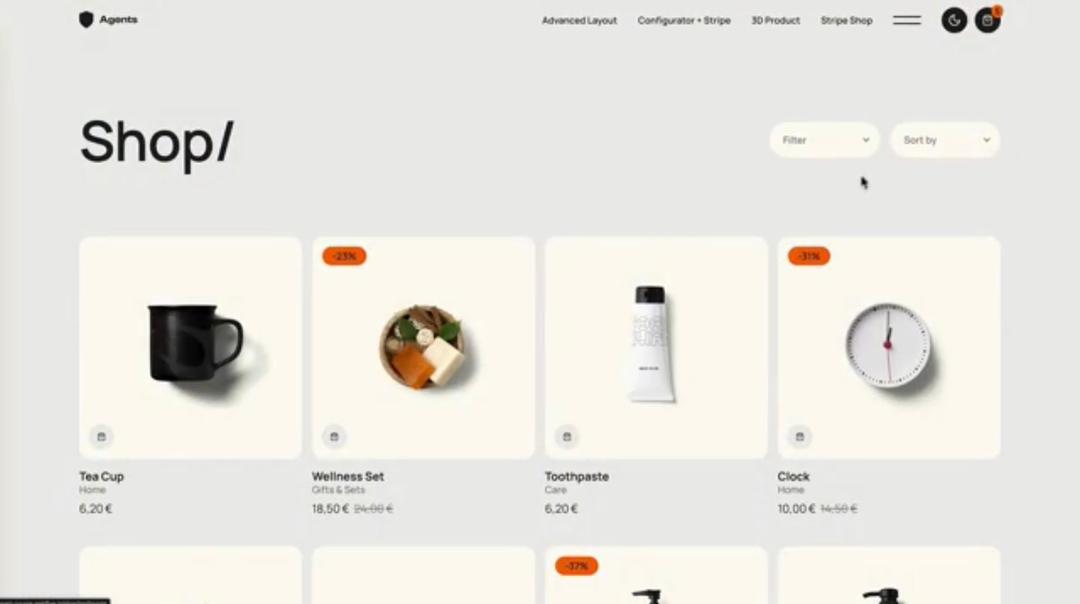 Agents
Advanced Layout
Configurator + Stripe
3D Product
Stripe Shop
Shop/
Filter
Sort by
-23%
-31%
Tea Cup
Home
6,20 €
Wellness Set
Gifts & Sets
18,50 € 24,00 €
Toothpaste
Care
6,20 €
Clock
Home
10,00 € 14,50 €
-37%